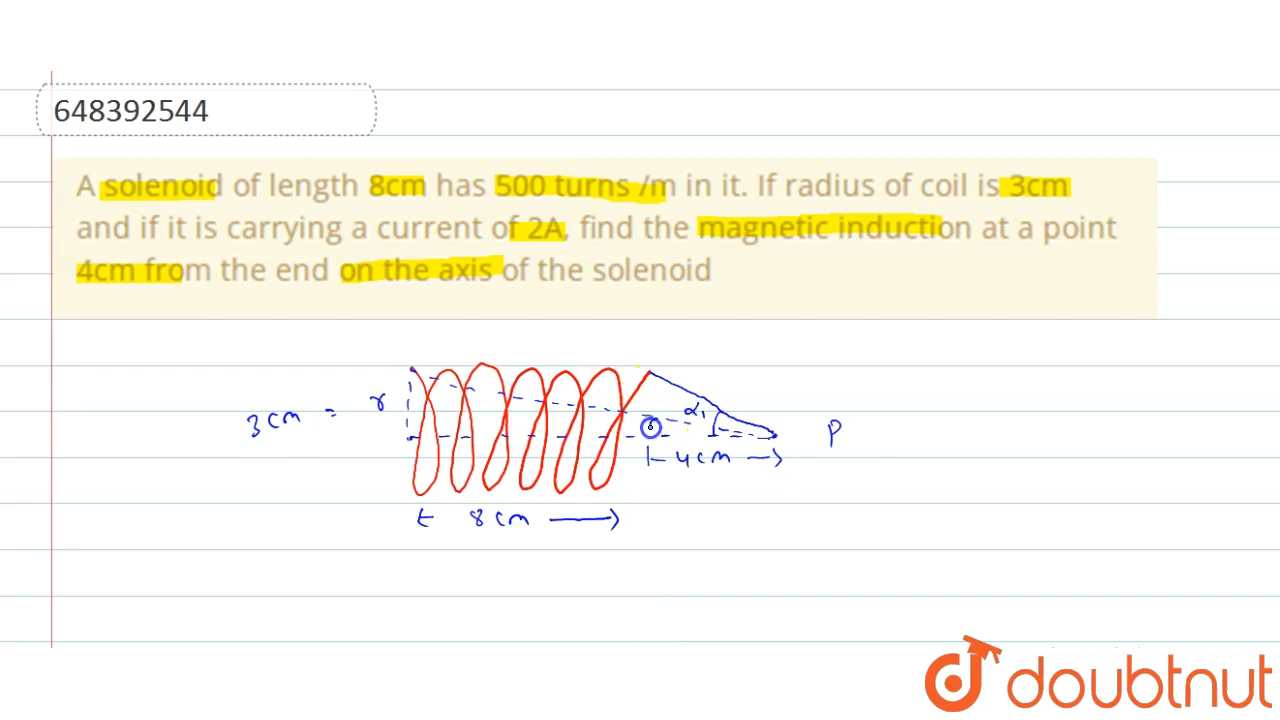 648392544
A solenoid of length 8cm has 500 turns /m in it. If radius of coil is 3cm
and if it is carrying a current of 2A, find the magnetic induction at a point
4cm from the end on the axis of the solenoid
3cm = r
α₁
P
4cm
8cm
doubtnut